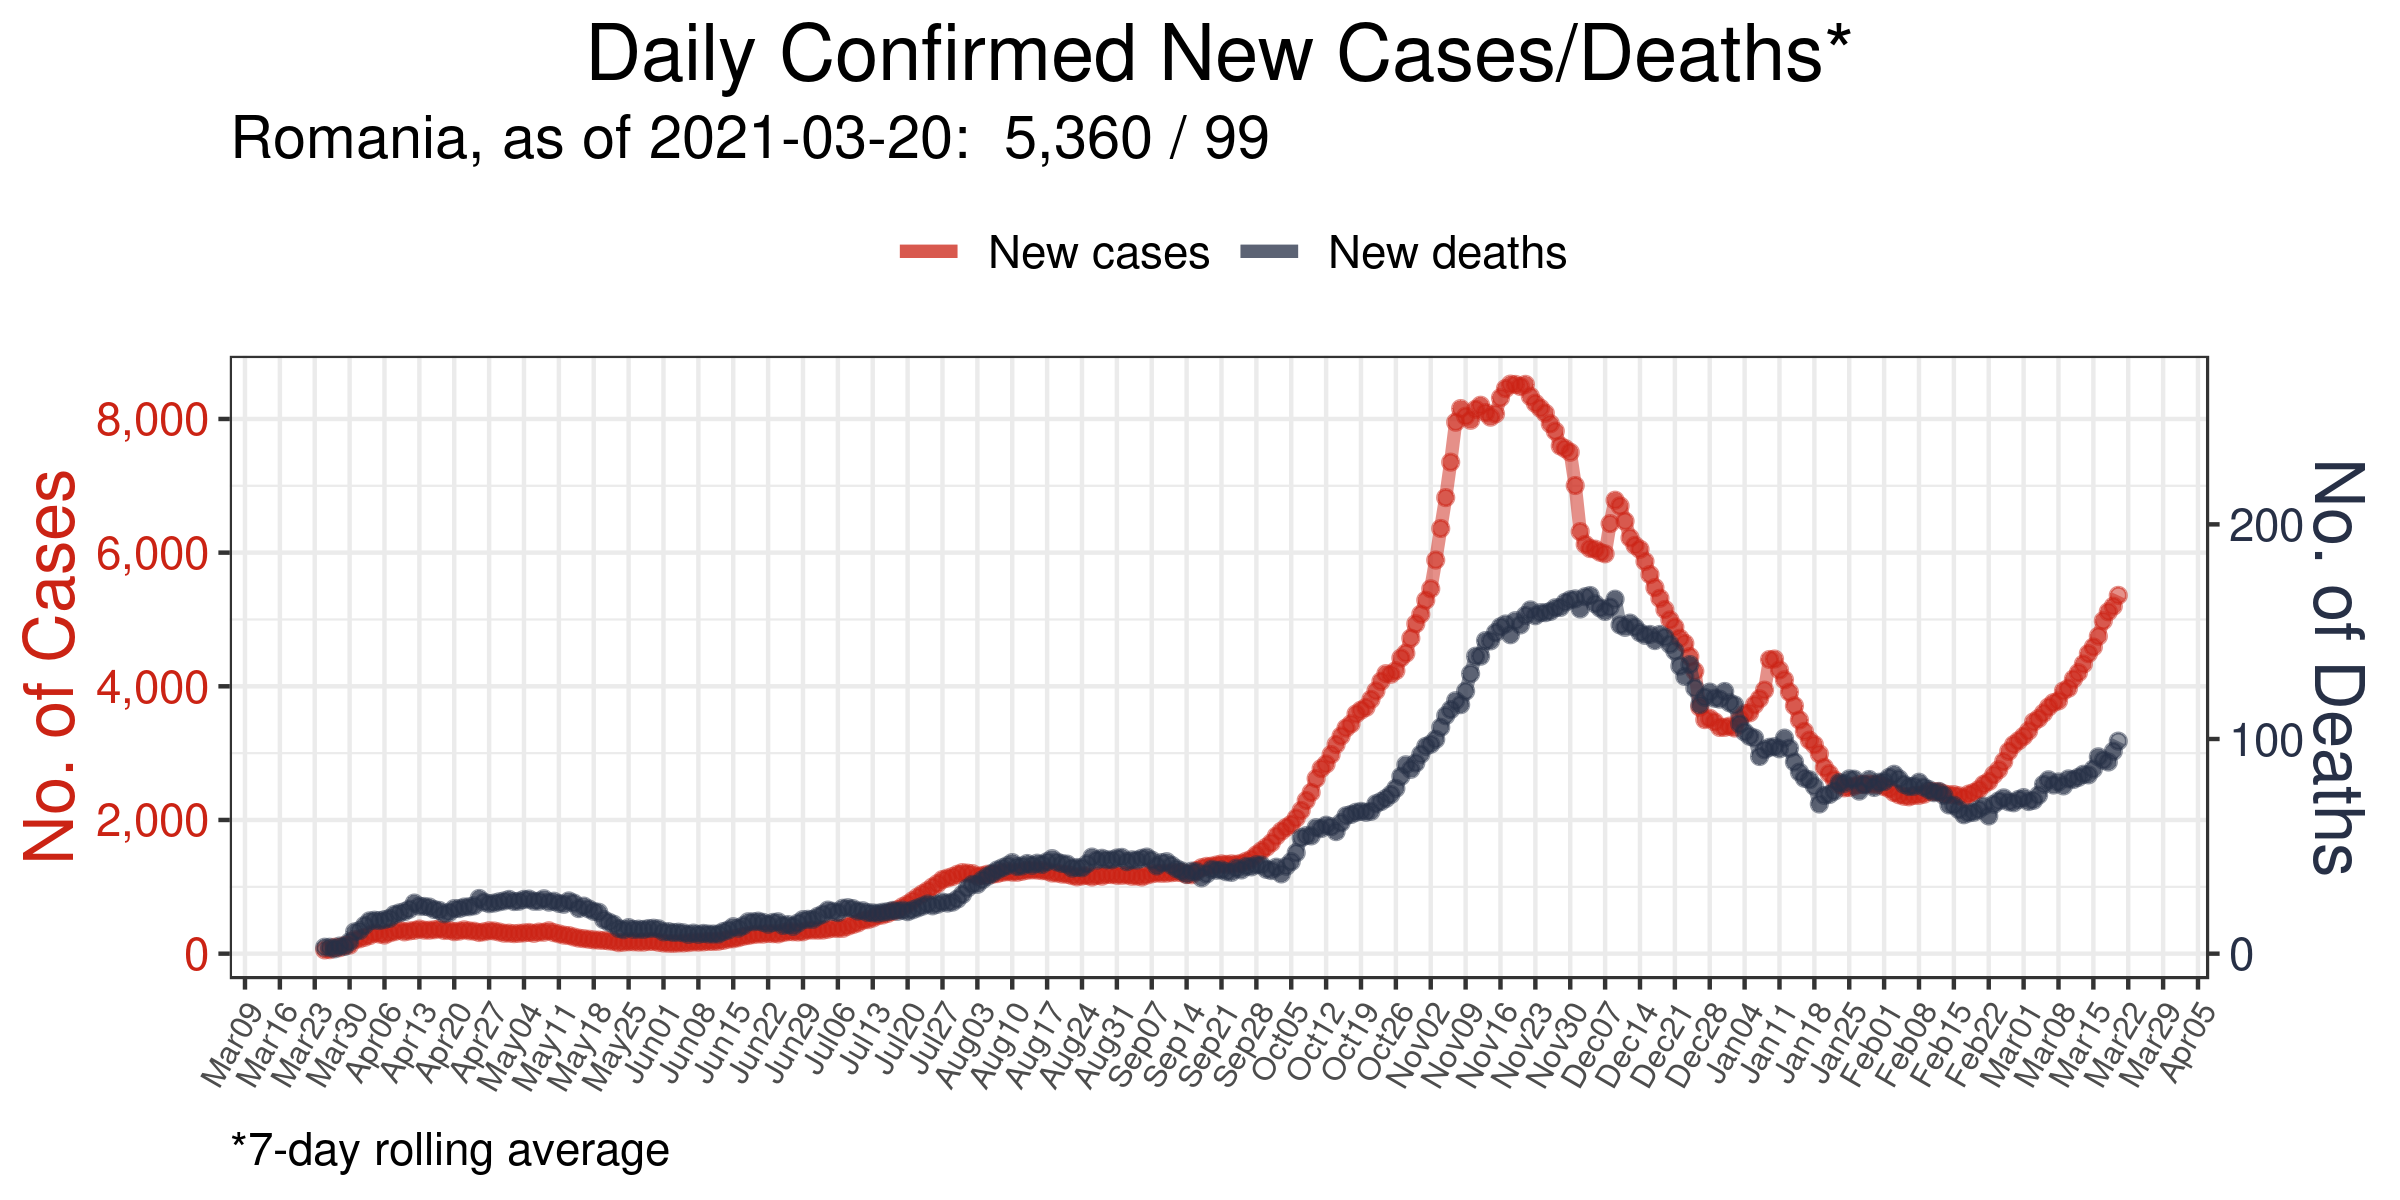 Daily Confirmed New Cases/Deaths*
Romania, as of 2021-03-20:  5,360 / 99
New cases New deaths
No. of Cases
8,000
6,000
4,000
2,000
0
200
100
0
No. of Deaths
Mar09 Mar16 Mar23 Mar30 Apr06 Apr13 Apr20 Apr27 May04 May11 May18 May25 Jun01 Jun08 Jun15 Jun22 Jun29 Jul06 Jul13 Jul20 Jul27 Aug03 Aug10 Aug17 Aug24 Aug31 Sep07 Sep14 Sep21 Sep28 Oct05 Oct12 Oct19 Oct26 Nov02 Nov09 Nov16 Nov23 Nov30 Dec07 Dec14 Dec21 Dec28 Jan04 Jan11 Jan18 Jan25 Feb01 Feb08 Feb15 Feb22 Mar01 Mar08 Mar15 Mar22 Mar29 Apr05
*7-day rolling average